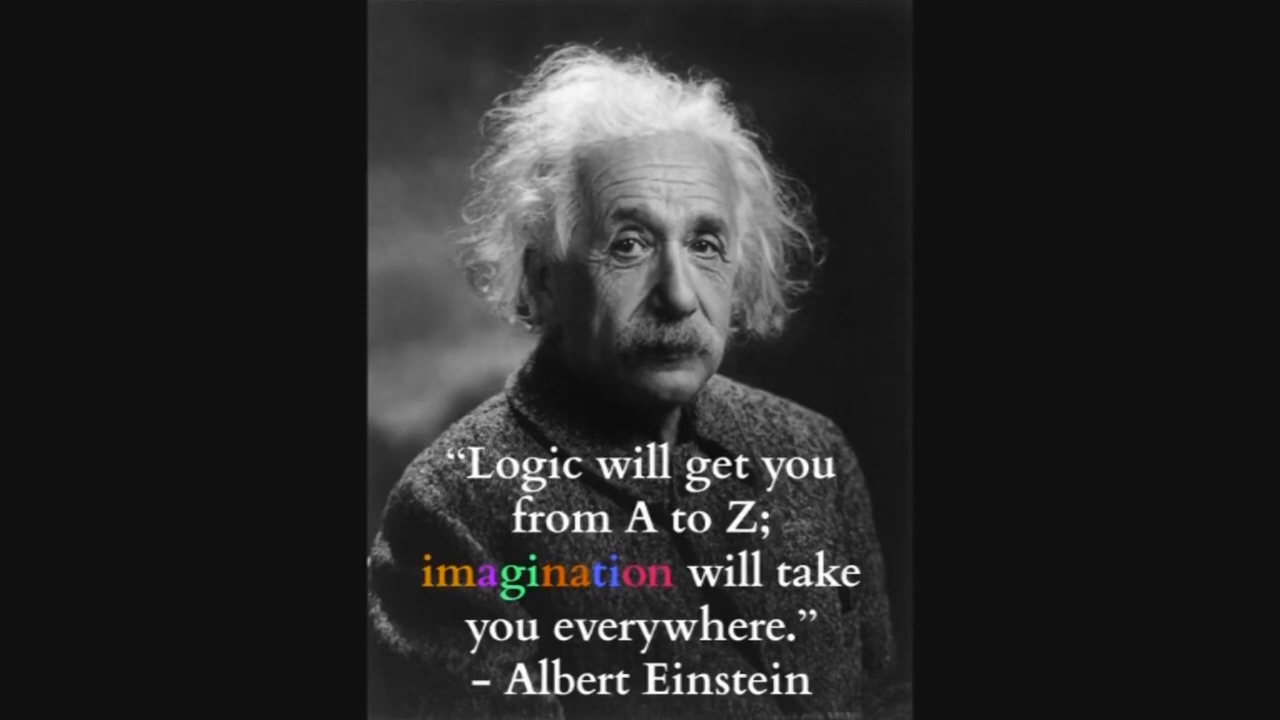 “Logic will get you
from A to Z;
imagination will take
you everywhere.”
– Albert Einstein